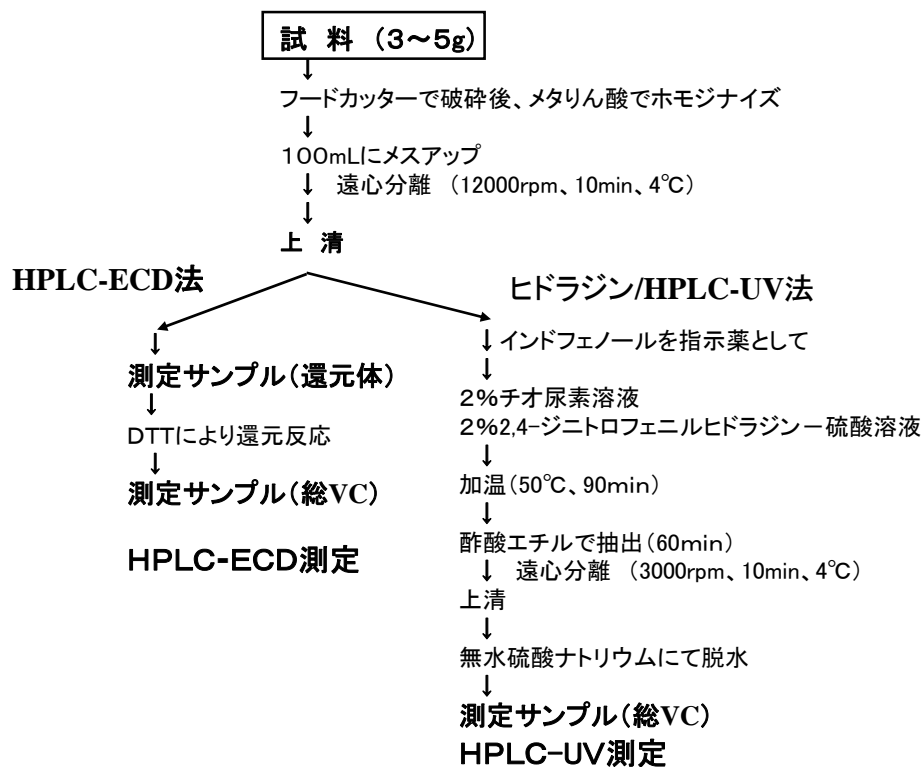 試 料 （3～5g）
↓
フードカッターで破砕後、メタりん酸でホモジナイズ
↓
１００mLにメスアップ
↓ 遠心分離 （12000rpm、10min、4℃）
↓
上 清
HPLC-ECD法
↓
測定サンプル（還元体）
↓
DTTにより還元反応
↓
測定サンプル（総VC）
HPLC-ECD測定
ヒドラジン/HPLC-UV法
↓インドフェノールを指示薬として
↓
２％チオ尿素溶液
２％2,4-ジニトロフェニルヒドラジン－硫酸溶液
↓
加温（50℃、90min）
↓
酢酸エチルで抽出（60min）
↓ 遠心分離 （3000rpm、10min、4℃）
上清
↓
無水硫酸ナトリウムにて脱水
↓
測定サンプル（総VC）
HPLC-UV測定